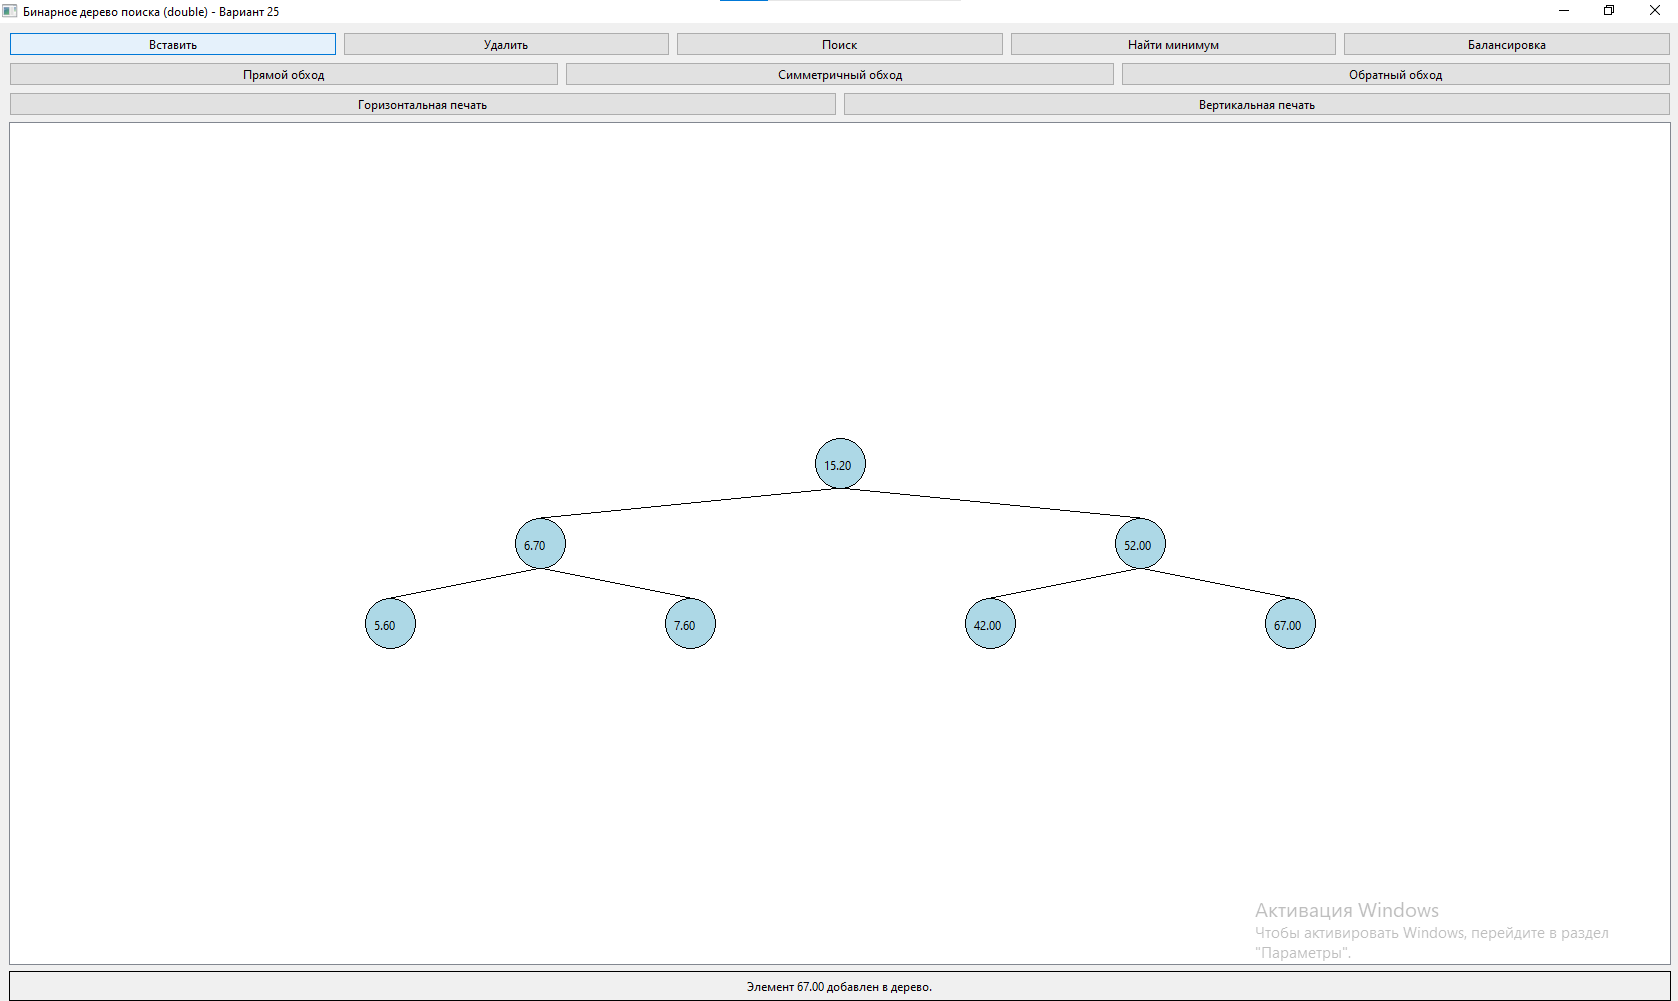 Бинарное дерево поиска (double) - Вариант 25
Вставить
Удалить
Поиск
Найти минимум
Балансировка
Прямой обход
Симметричный обход
Обратный обход
Горизонтальная печать
Вертикальная печать
15.20
6.70
52.00
5.60
7.60
42.00
67.00
Активация Windows
Чтобы активировать Windows, перейдите в раздел
"Параметры".
Элемент 67.00 добавлен в дерево.